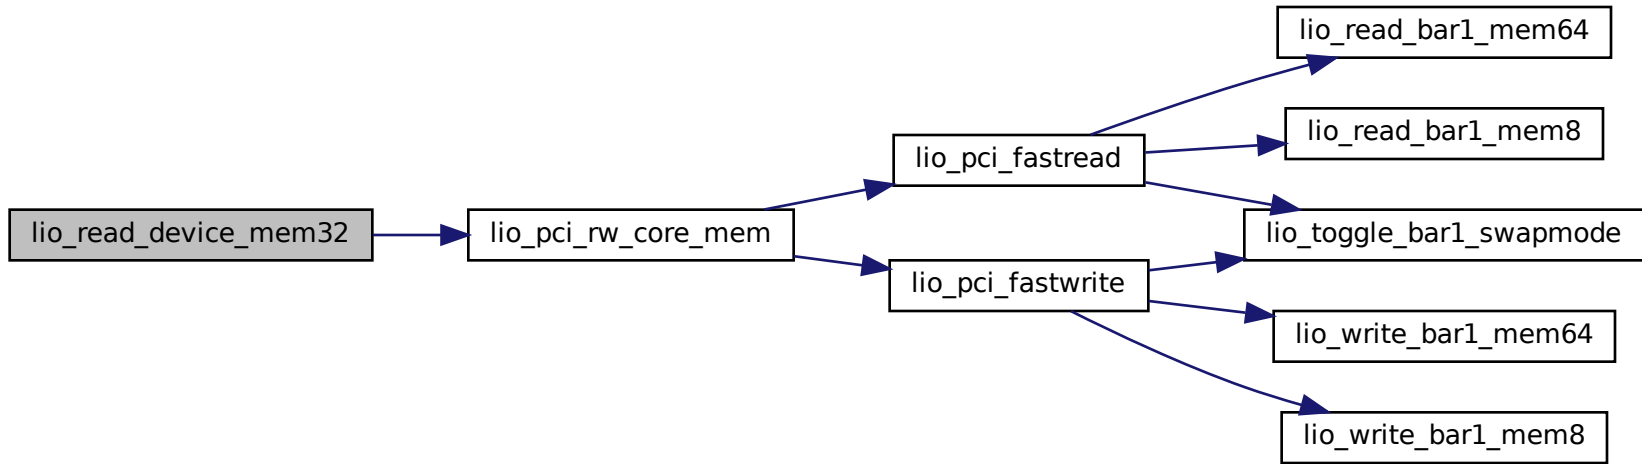 lio_read_device_mem32
lio_pci_rw_core_mem
lio_pci_fastread
lio_pci_fastwrite
lio_read_bar1_mem64
lio_read_bar1_mem8
lio_toggle_bar1_swapmode
lio_write_bar1_mem64
lio_write_bar1_mem8